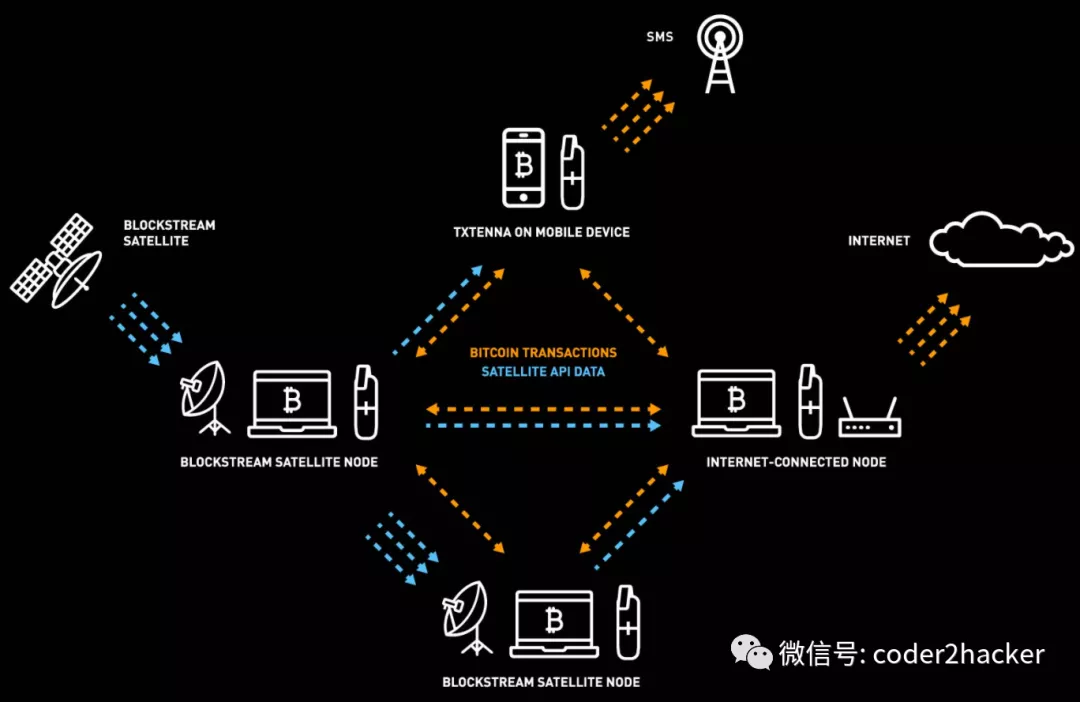 SMS
TXTENNA ON MOBILE DEVICE
BLOCKSTREAM
SATELLITE
INTERNET
BITCOIN TRANSACTIONS
SATELLITE API DATA
BLOCKSTREAM SATELLITE NODE
INTERNET-CONNECTED NODE
BLOCKSTREAM SATELLITE NODE
微信号: coder2hacker